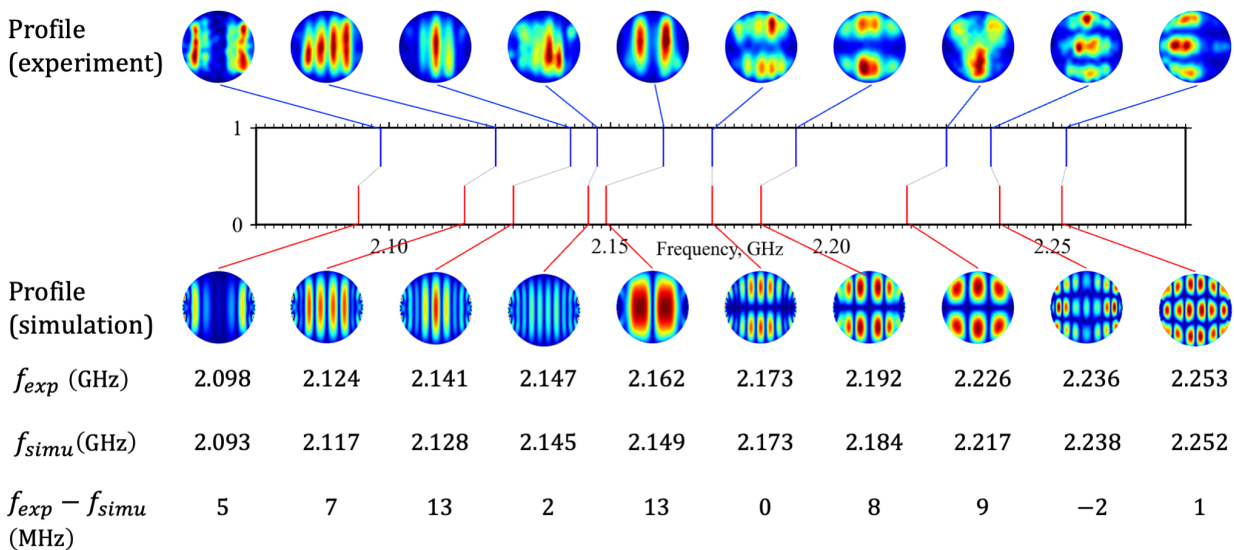 Profile
(experiment)
1
0
2.10 2.15 Frequency, GHz 2.20 2.25
Profile
(simulation)
f_exp (GHz) 2.098 2.124 2.141 2.147 2.162 2.173 2.192 2.226 2.236 2.253
f_simu(GHz) 2.093 2.117 2.128 2.145 2.149 2.173 2.184 2.217 2.238 2.252
f_exp − f_simu 5 7 13 2 13 0 8 9 −2 1
(MHz)